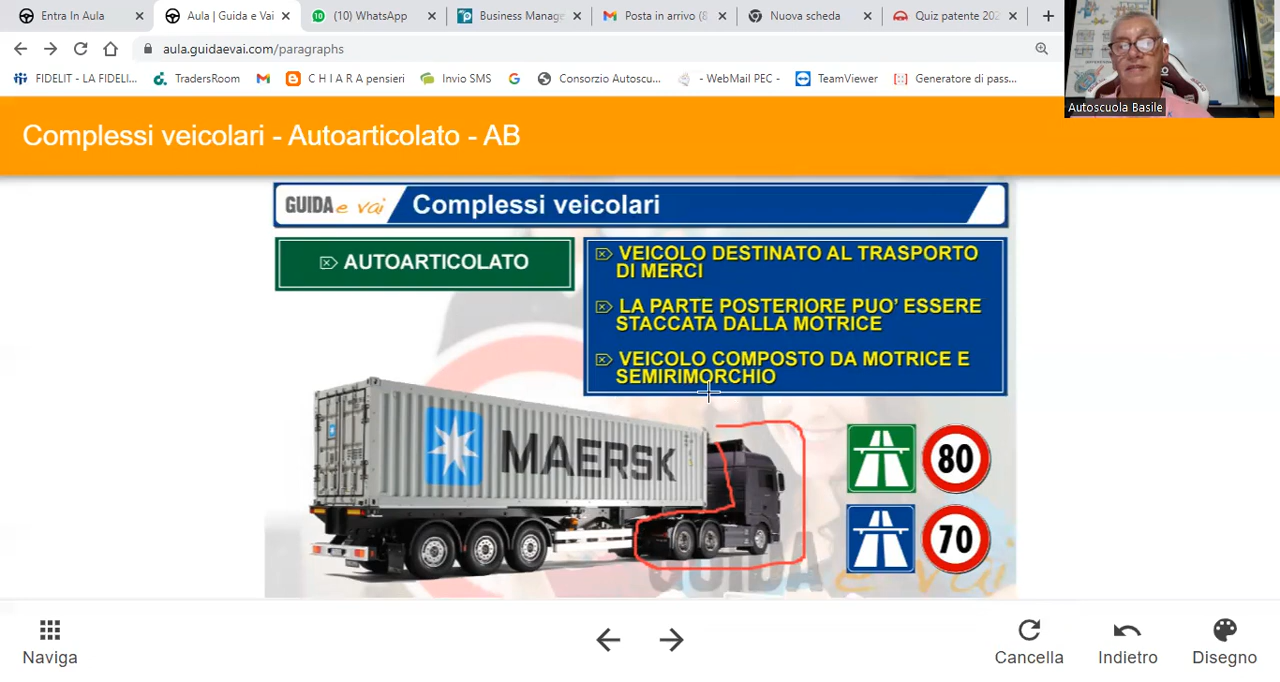 Entra In Aula
Aula | Guida e Vai
(10) WhatsApp
Business Manage
Posta in arrivo (8
Nuova scheda
Quiz patente 202
aula.guidaevai.com/paragraphs
FIDELIT - LA FIDELI...
TradersRoom
C H I A R A pensieri
Invio SMS
Consorzio Autoscu...
- WebMail PEC -
TeamViewer
Generatore di pass...
Autoscuola Basile
Complessi veicolari - Autoarticolato - AB
GUIDA e vai
Complessi veicolari
AUTOARTICOLATO
VEICOLO DESTINATO AL TRASPORTO
DI MERCI
LA PARTE POSTERIORE PUO' ESSERE
STACCATA DALLA MOTRICE
VEICOLO COMPOSTO DA MOTRICE E
SEMIRIMORCHIO
MAERSK
80
70
GUIDA e vai
Naviga
Cancella
Indietro
Disegno